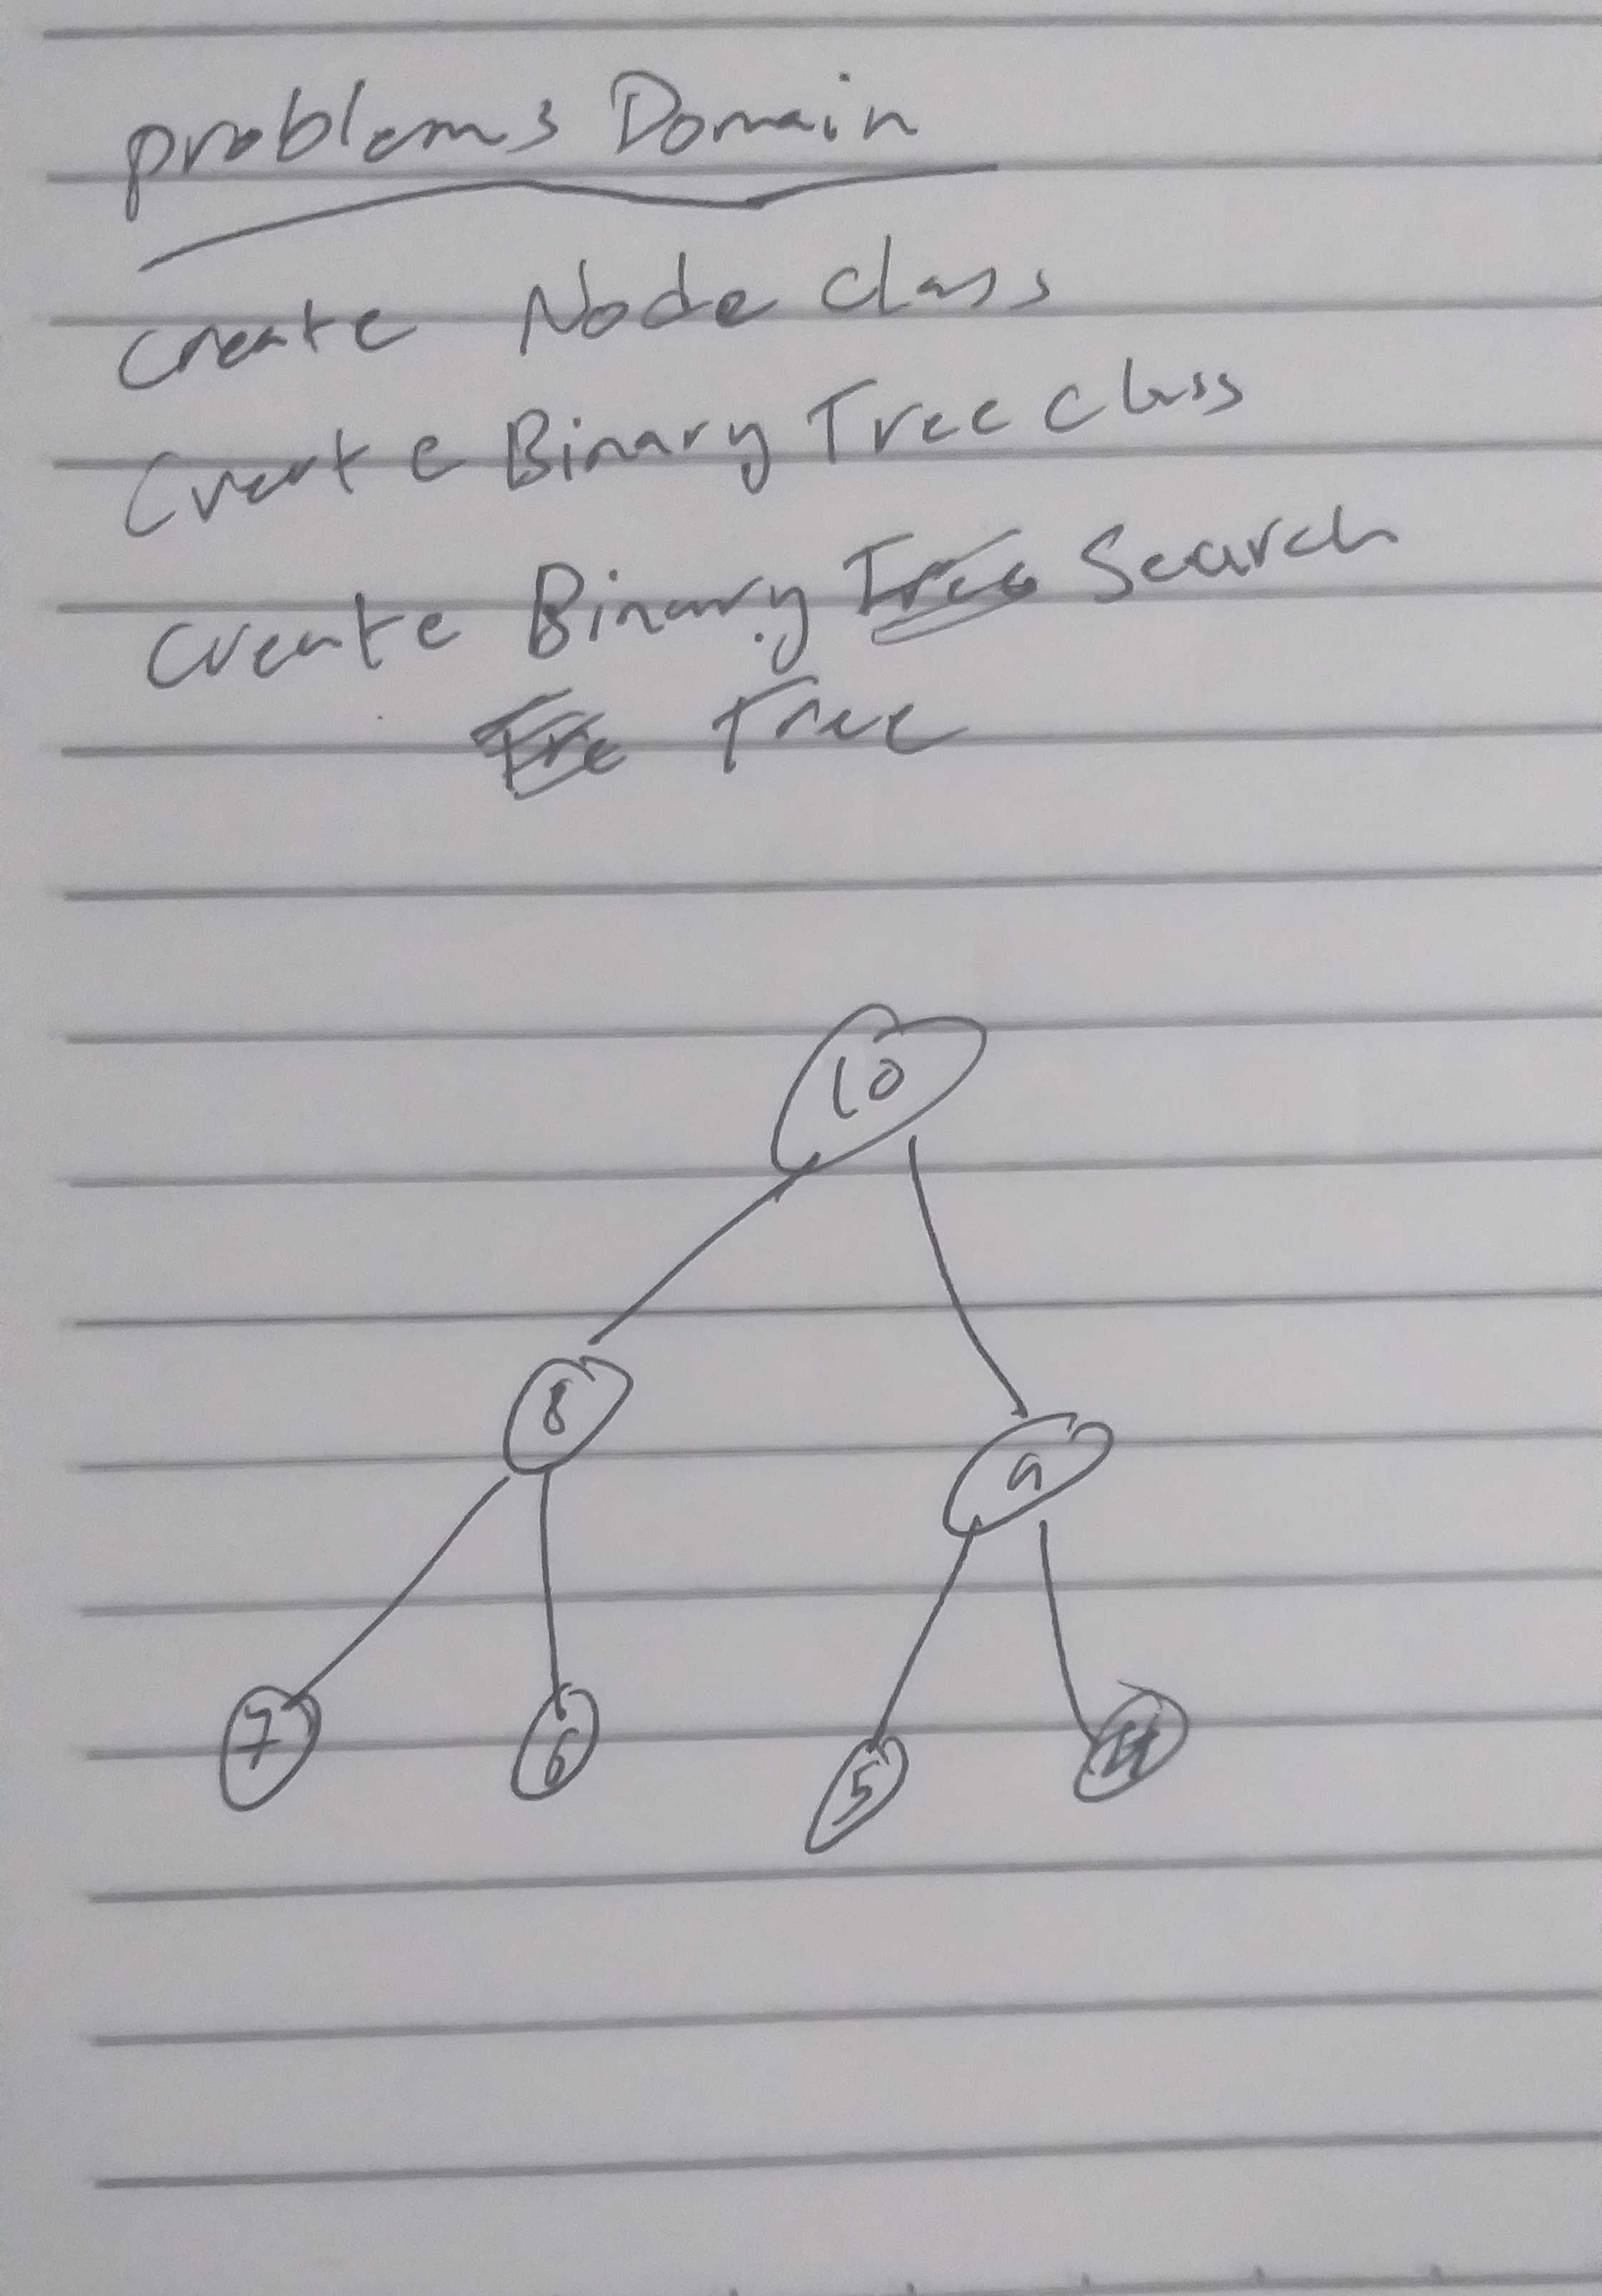 problems Domain
create Node class
Create Binary Tree class
create Binary Tree Search
Tre Tree
10
8
9
7 6 5